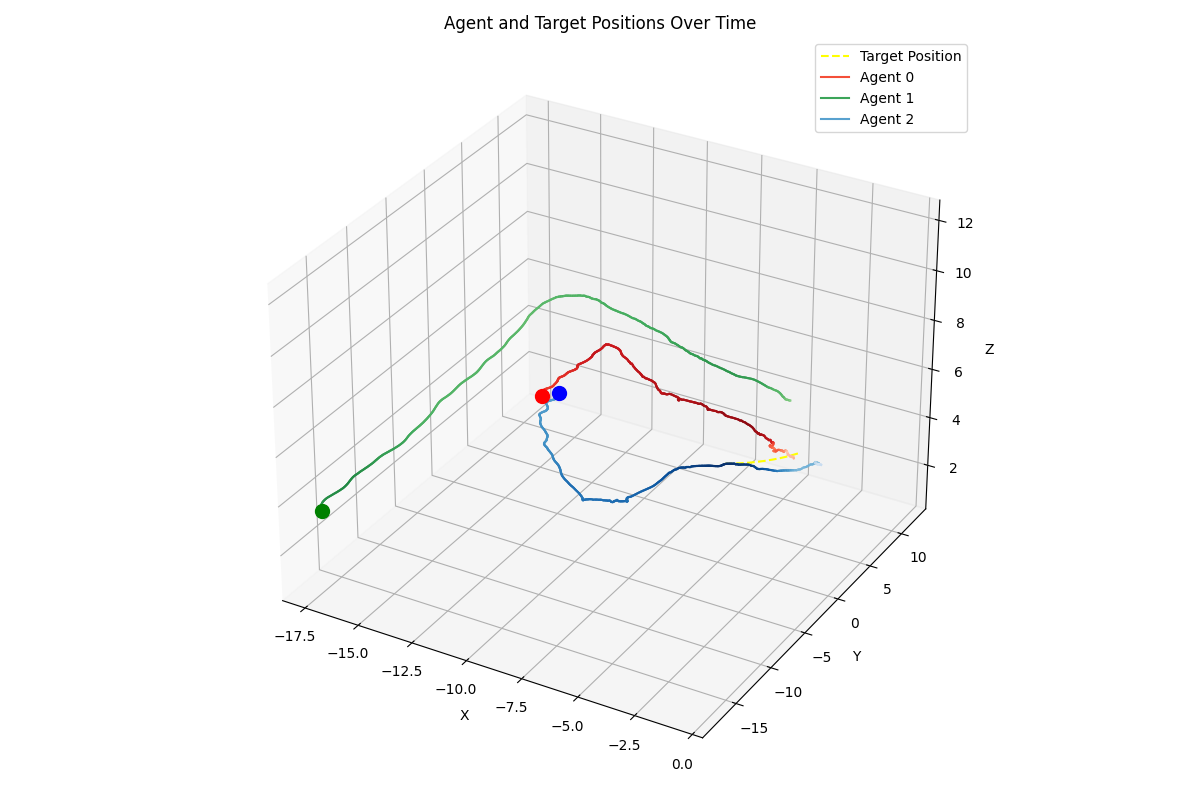 Agent and Target Positions Over Time
Target Position
Agent 0
Agent 1
Agent 2
12
10
8
6
4
2
Z
10
5
0
−5
−10
−15
Y
−17.5
−15.0
−12.5
−10.0
−7.5
−5.0
−2.5
0.0
X